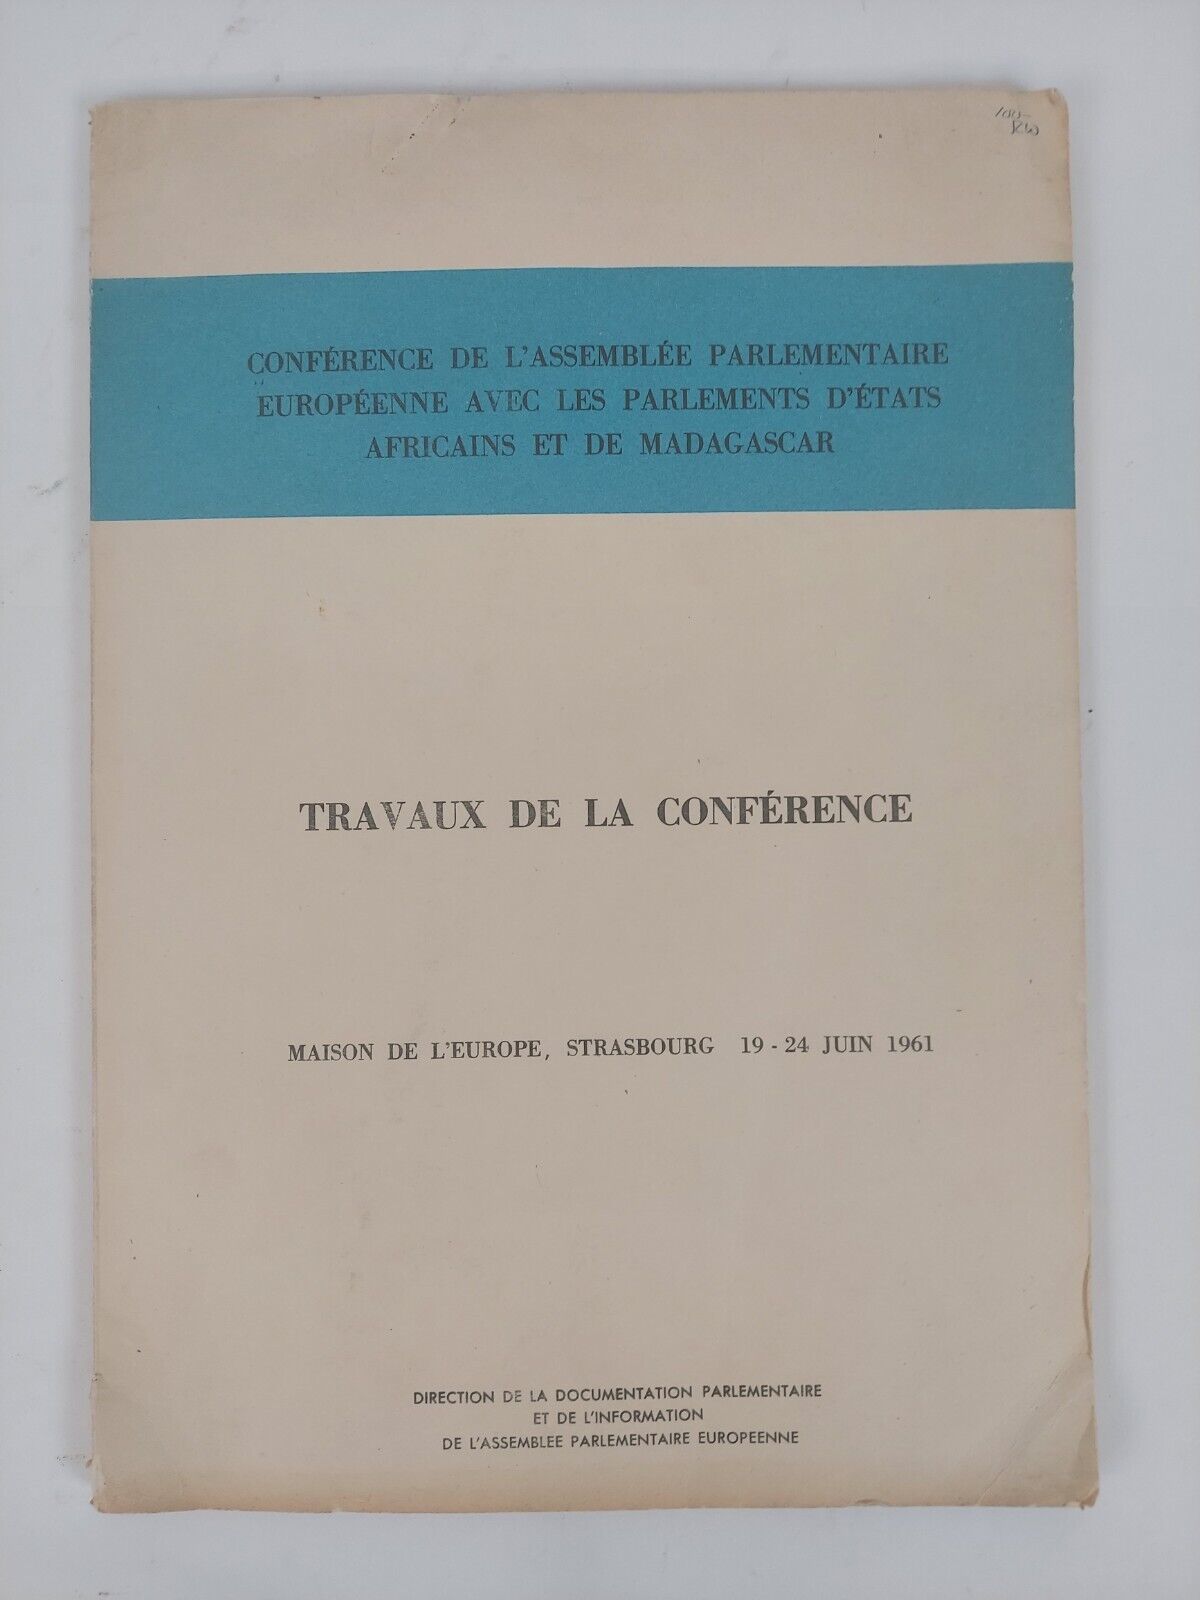 CONFÉRENCE DE L'ASSEMBLÉE PARLEMENTAIRE
EUROPÉENNE AVEC LES PARLEMENTS D'ÉTATS
AFRICAINS ET DE MADAGASCAR
TRAVAUX DE LA CONFÉRENCE
MAISON DE L'EUROPE, STRASBOURG 19 - 24 JUIN 1961
DIRECTION DE LA DOCUMENTATION PARLEMENTAIRE
ET DE L'INFORMATION
DE L'ASSEMBLEE PARLEMENTAIRE EUROPEENNE